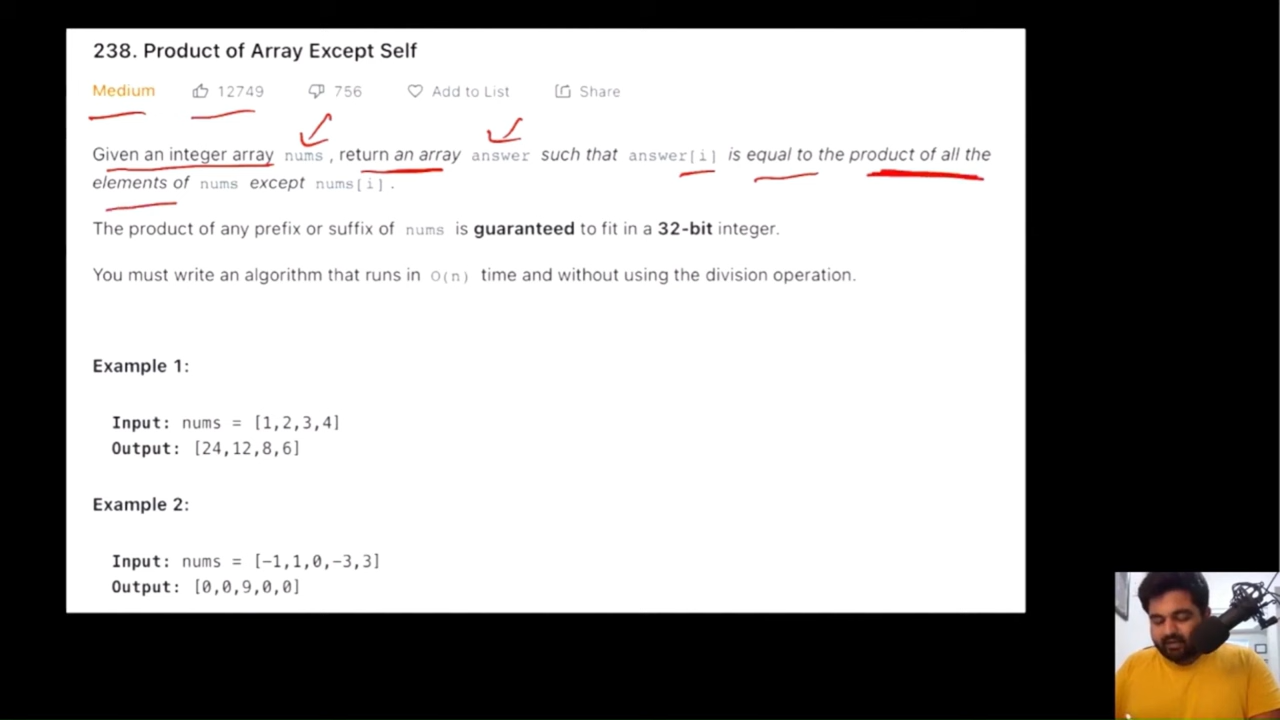 238. Product of Array Except Self
Medium 12749 756 Add to List Share
Given an integer array nums, return an array answer such that answer[i] is equal to the product of all the
elements of nums except nums[i].
The product of any prefix or suffix of nums is guaranteed to fit in a 32-bit integer.
You must write an algorithm that runs in O(n) time and without using the division operation.
Example 1:
Input: nums = [1,2,3,4]
Output: [24,12,8,6]
Example 2:
Input: nums = [-1,1,0,-3,3]
Output: [0,0,9,0,0]